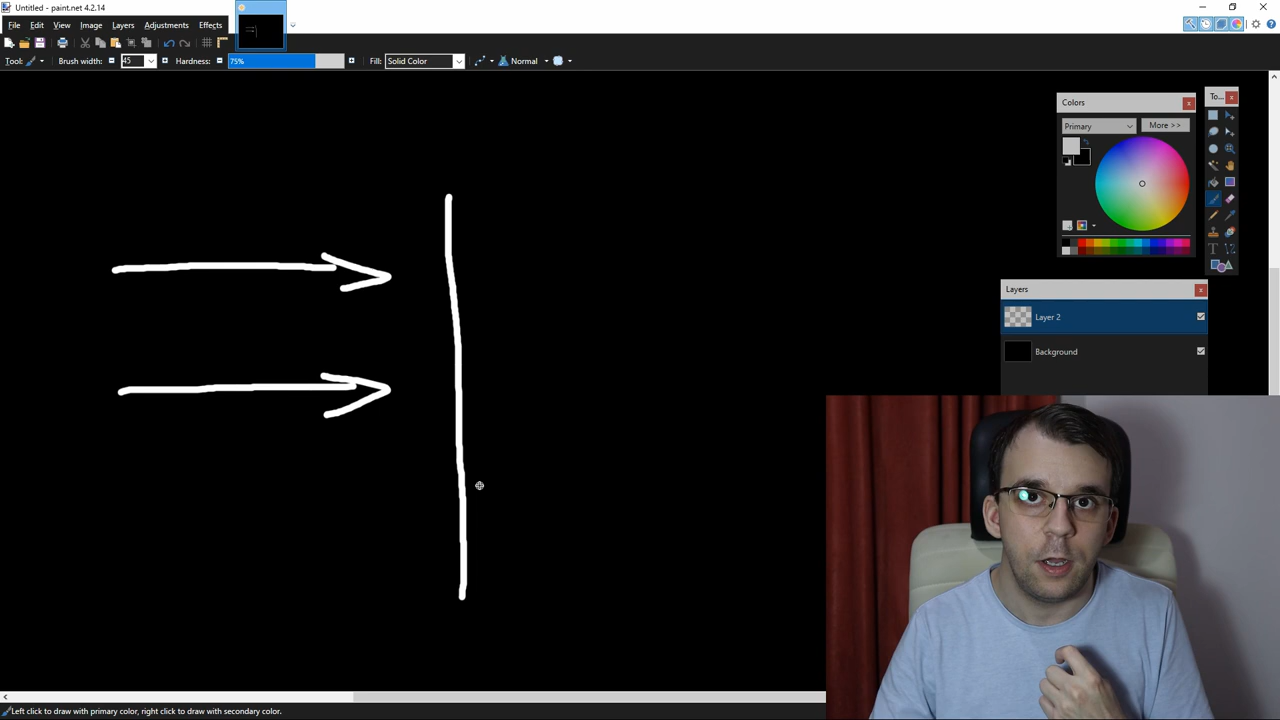 Untitled - paint.net 4.2.14
File Edit View Image Layers Adjustments Effects
Tool: Brush width: 45 Hardness: 75% Fill: Solid Color Normal
Colors
To...
Primary More >>
Layers
Layer 2
Background
Left click to draw with primary color, right click to draw with secondary color.